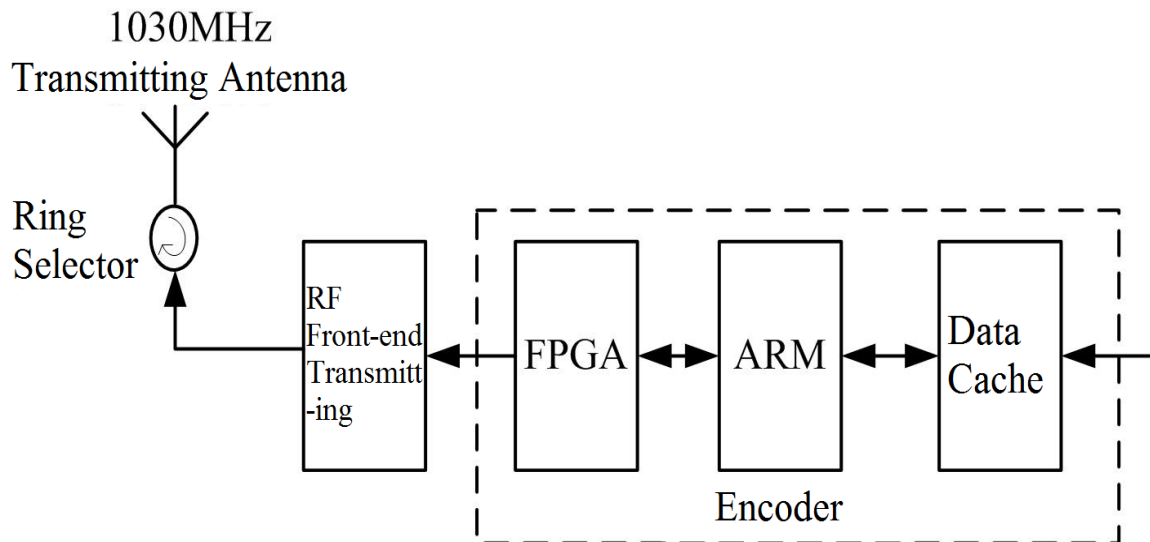 1030MHz
Transmitting Antenna
Ring
Selector
RF
Front-end
Transmitt
-ing
FPGA
ARM
Data
Cache
Encoder